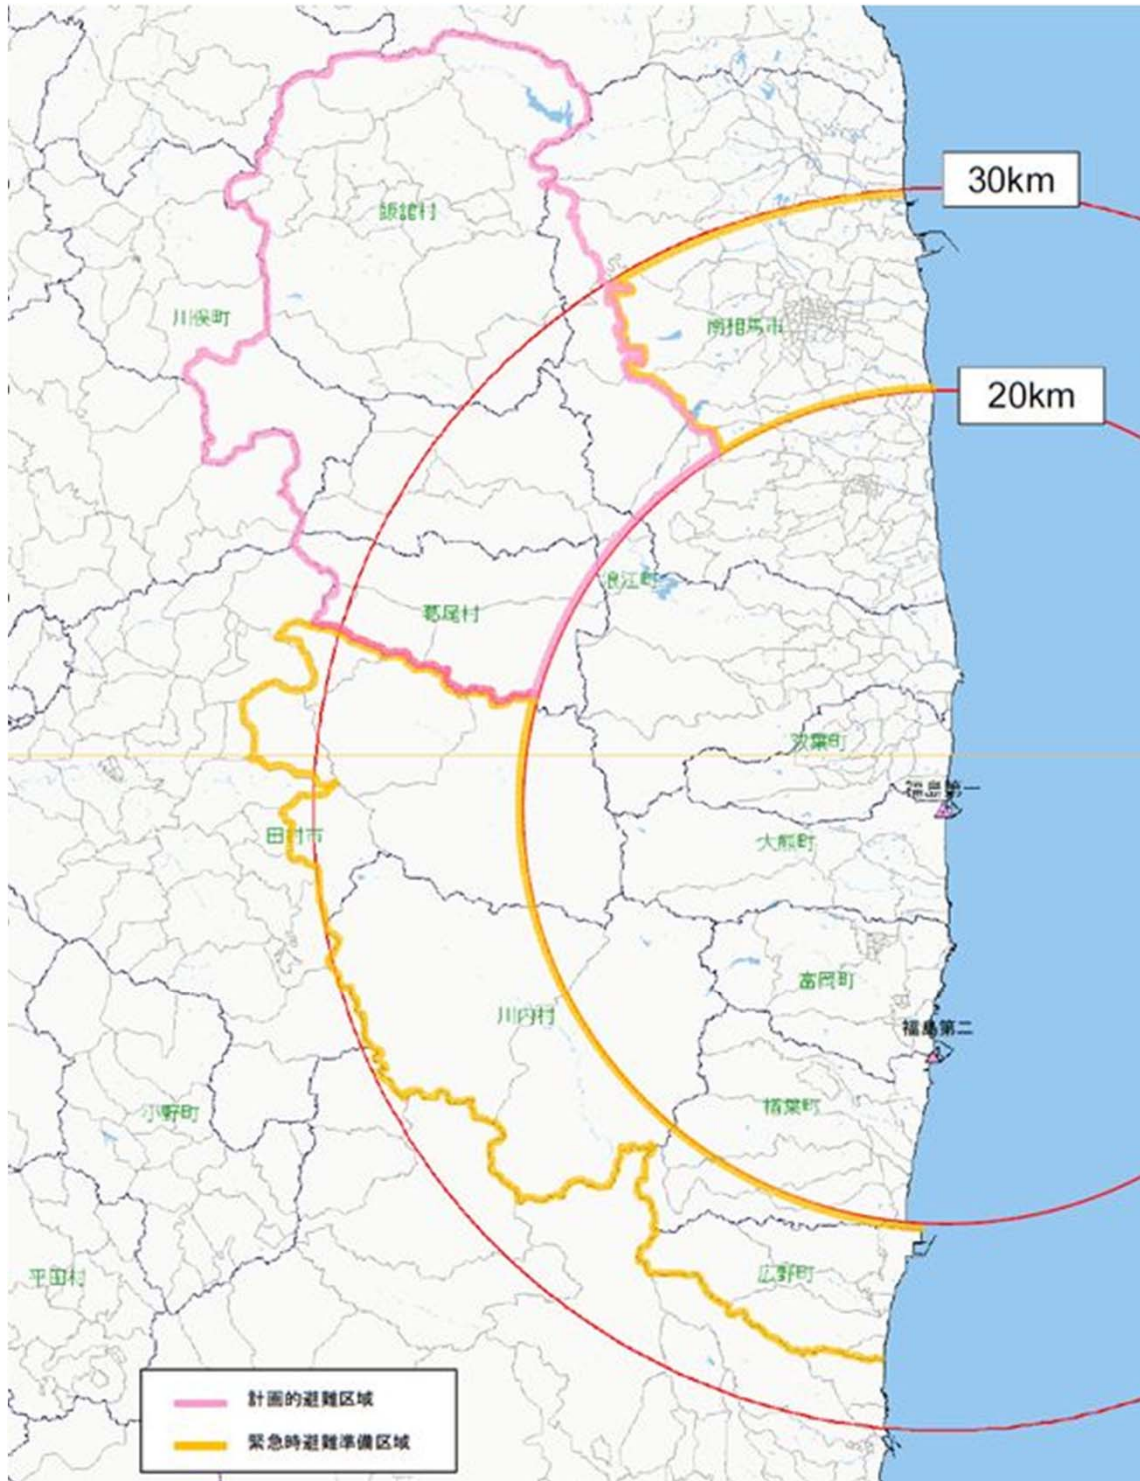 30km
飯舘村
川俣町
南相馬市
20km
浪江町
葛尾村
双葉町
福島第一
田村市
大熊町
富岡町
川内村
福島第二
楢葉町
小野町
広野町
平田村
計画的避難区域
緊急時避難準備区域